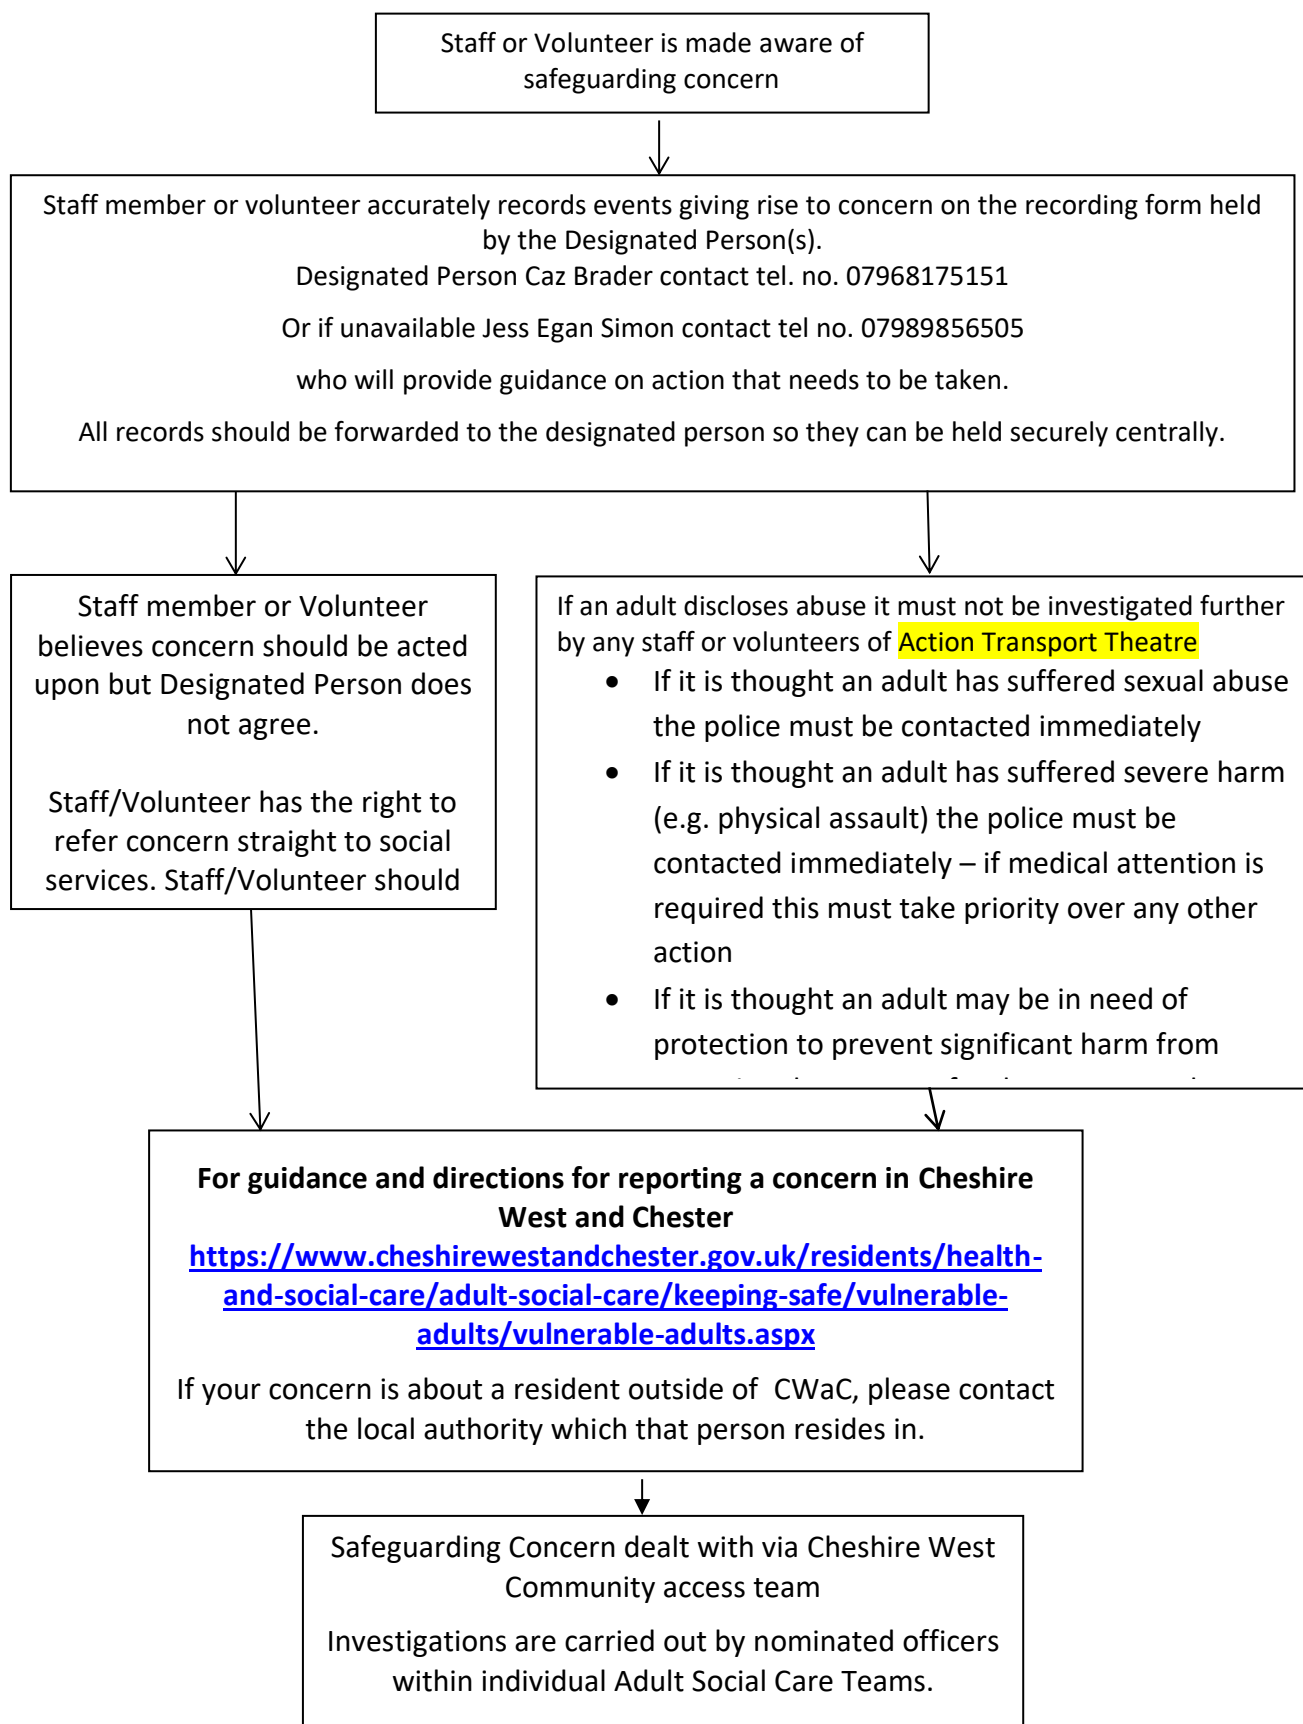 Staff or Volunteer is made aware of
safeguarding concern
Staff member or volunteer accurately records events giving rise to concern on the recording form held
by the Designated Person(s).
Designated Person Caz Brader contact tel. no. 07968175151
Or if unavailable Jess Egan Simon contact tel no. 07989856505
who will provide guidance on action that needs to be taken.
All records should be forwarded to the designated person so they can be held securely centrally.
Staff member or Volunteer
believes concern should be acted
upon but Designated Person does
not agree.
Staff/Volunteer has the right to
refer concern straight to social
services. Staff/Volunteer should
If an adult discloses abuse it must not be investigated further
by any staff or volunteers of Action Transport Theatre
• If it is thought an adult has suffered sexual abuse
the police must be contacted immediately
• If it is thought an adult has suffered severe harm
(e.g. physical assault) the police must be
contacted immediately – if medical attention is
required this must take priority over any other
action
• If it is thought an adult may be in need of
protection to prevent significant harm from
For guidance and directions for reporting a concern in Cheshire
West and Chester
https://www.cheshirewestandchester.gov.uk/residents/health-
and-social-care/adult-social-care/keeping-safe/vulnerable-
adults/vulnerable-adults.aspx
If your concern is about a resident outside of  CWaC, please contact
the local authority which that person resides in.
Safeguarding Concern dealt with via Cheshire West
Community access team
Investigations are carried out by nominated officers
within individual Adult Social Care Teams.